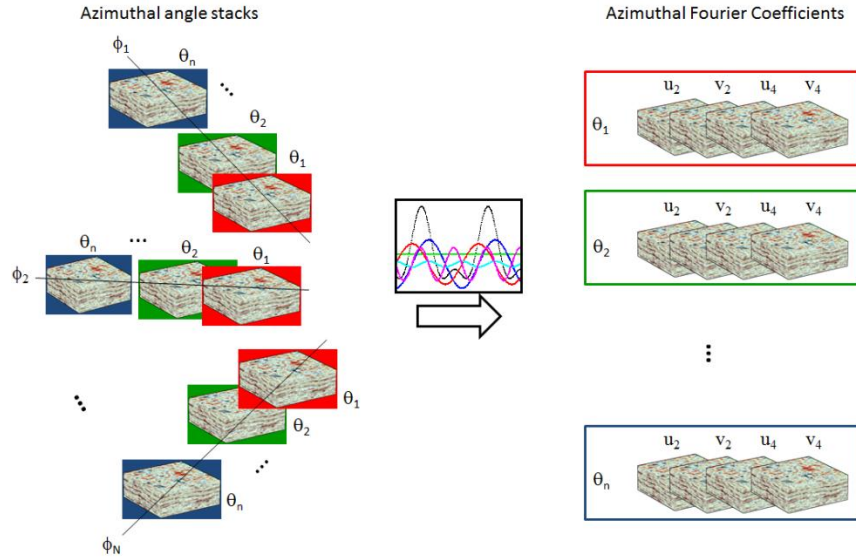 Azimuthal angle stacks
Azimuthal Fourier Coefficients
ϕ1
θn
...
θ2
θ1
θn
...
θ2
θ1
ϕ2
...
θ1
θ2
...
θn
ϕN
u2 v2 u4 v4
θ1
u2 v2 u4 v4
θ2
...
u2 v2 u4 v4
θn